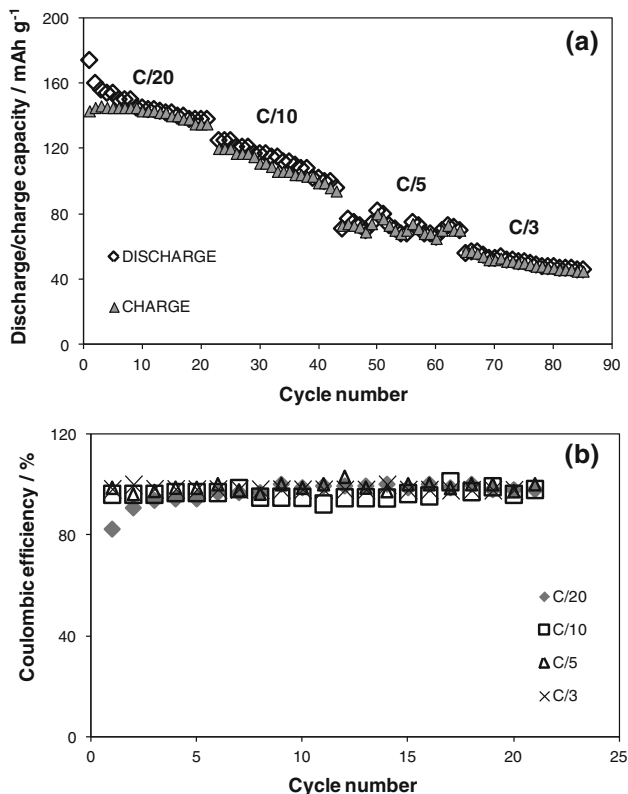 200
(a)
Discharge/charge capacity / mAh g⁻¹
160
C/20
C/10
120
C/5
80
C/3
DISCHARGE
40
CHARGE
0
0 10 20 30 40 50 60 70 80 90
Cycle number
120
(b)
Coulombic efficiency / %
80
C/20
C/10
40
C/5
C/3
0
0 5 10 15 20 25
Cycle number